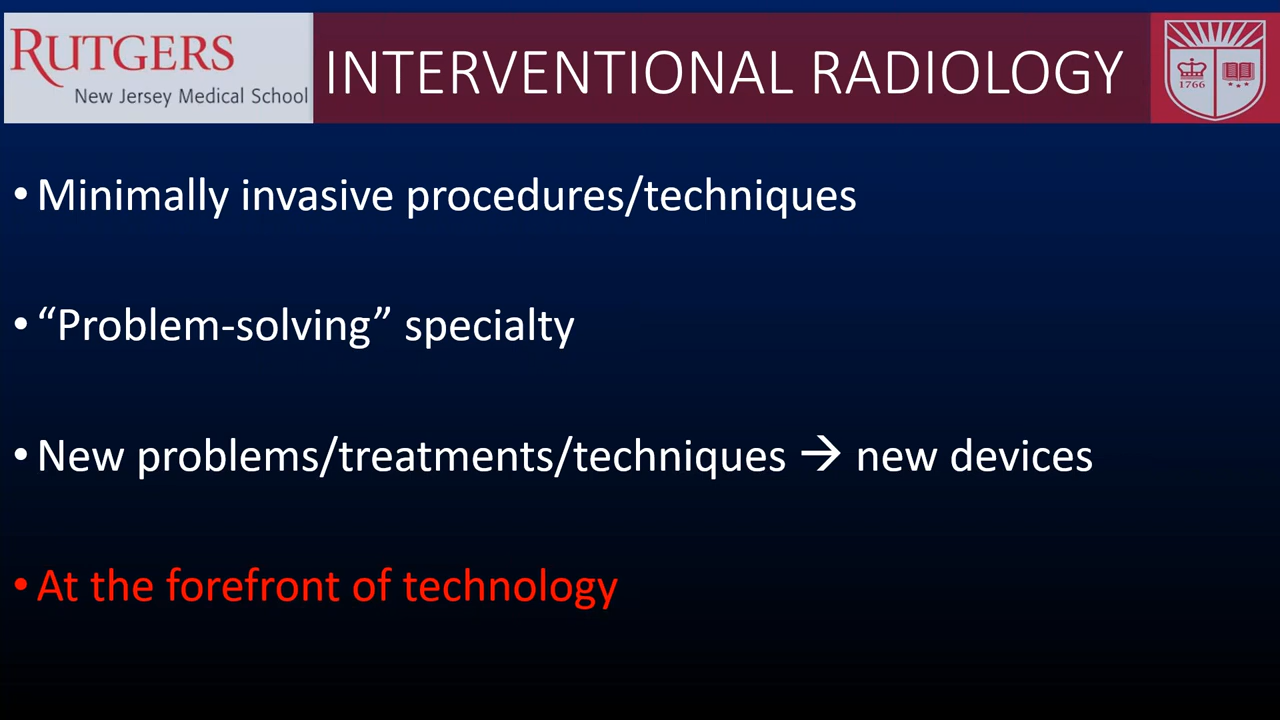 RUTGERS
New Jersey Medical School
INTERVENTIONAL RADIOLOGY
1766
• Minimally invasive procedures/techniques
• “Problem-solving” specialty
• New problems/treatments/techniques → new devices
• At the forefront of technology